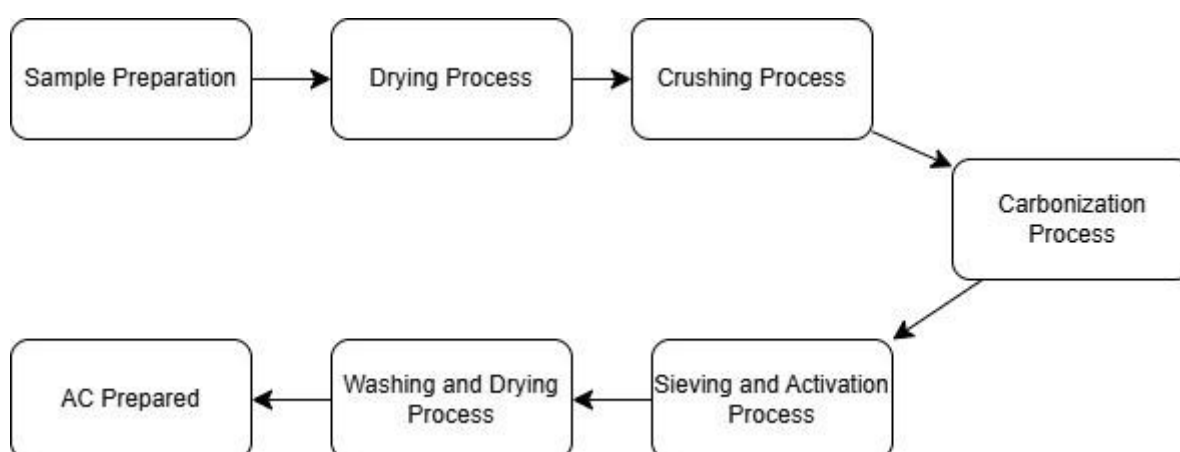 Sample Preparation
Drying Process
Crushing Process
Carbonization
Process
Sieving and Activation
Process
Washing and Drying
Process
AC Prepared